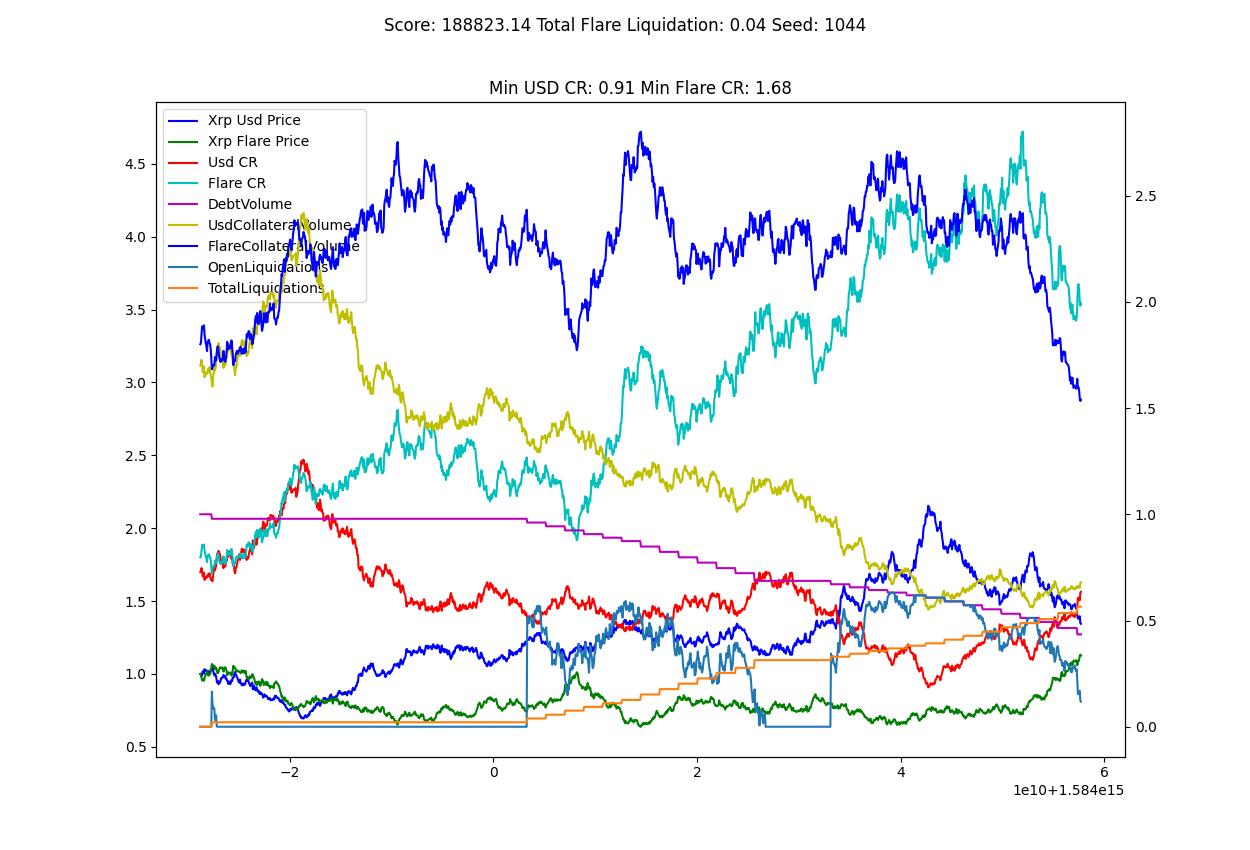 Score: 188823.14 Total Flare Liquidation: 0.04 Seed: 1044
Min USD CR: 0.91 Min Flare CR: 1.68
Xrp Usd Price
Xrp Flare Price
Usd CR
Flare CR
DebtVolume
UsdCollateralVolume
FlareCollateralVolume
OpenLiquidations
TotalLiquidations
4.5
4.0
3.5
3.0
2.5
2.0
1.5
1.0
0.5
2.5
2.0
1.5
1.0
0.5
0.0
−2
0
2
4
6
1e10+1.584e15